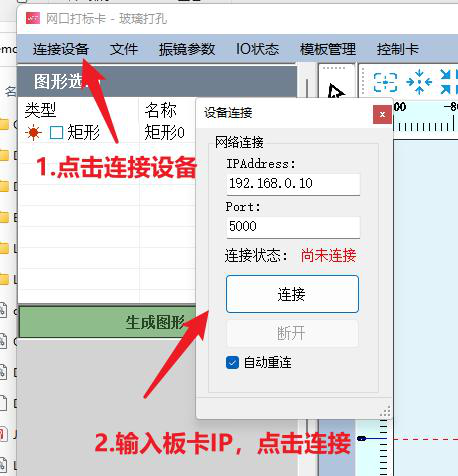 网口打标卡 - 玻璃打孔
连接设备 文件 振镜参数 IO状态 模板管理 控制卡
图形选
类型 名称
矩形 矩形0
1.点击连接设备
生成图形
设备连接
网络连接
IPAddress:
192.168.0.10
Port:
5000
连接状态: 尚未连接
连接
断开
自动重连
2.输入板卡IP，点击连接